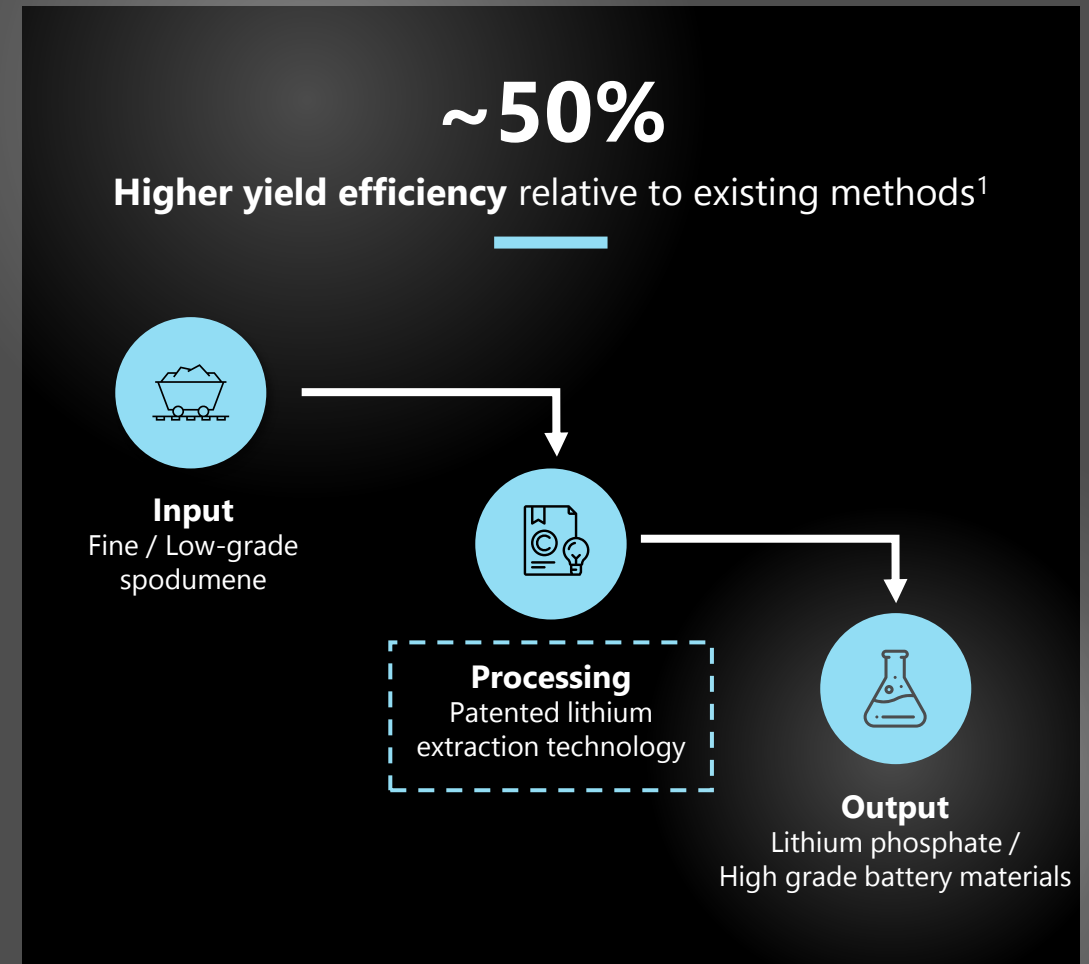 ~50%
Higher yield efficiency relative to existing methods¹
Input
Fine / Low-grade
spodumene
©
Processing
Patented lithium
extraction technology
Output
Lithium phosphate /
High grade battery materials